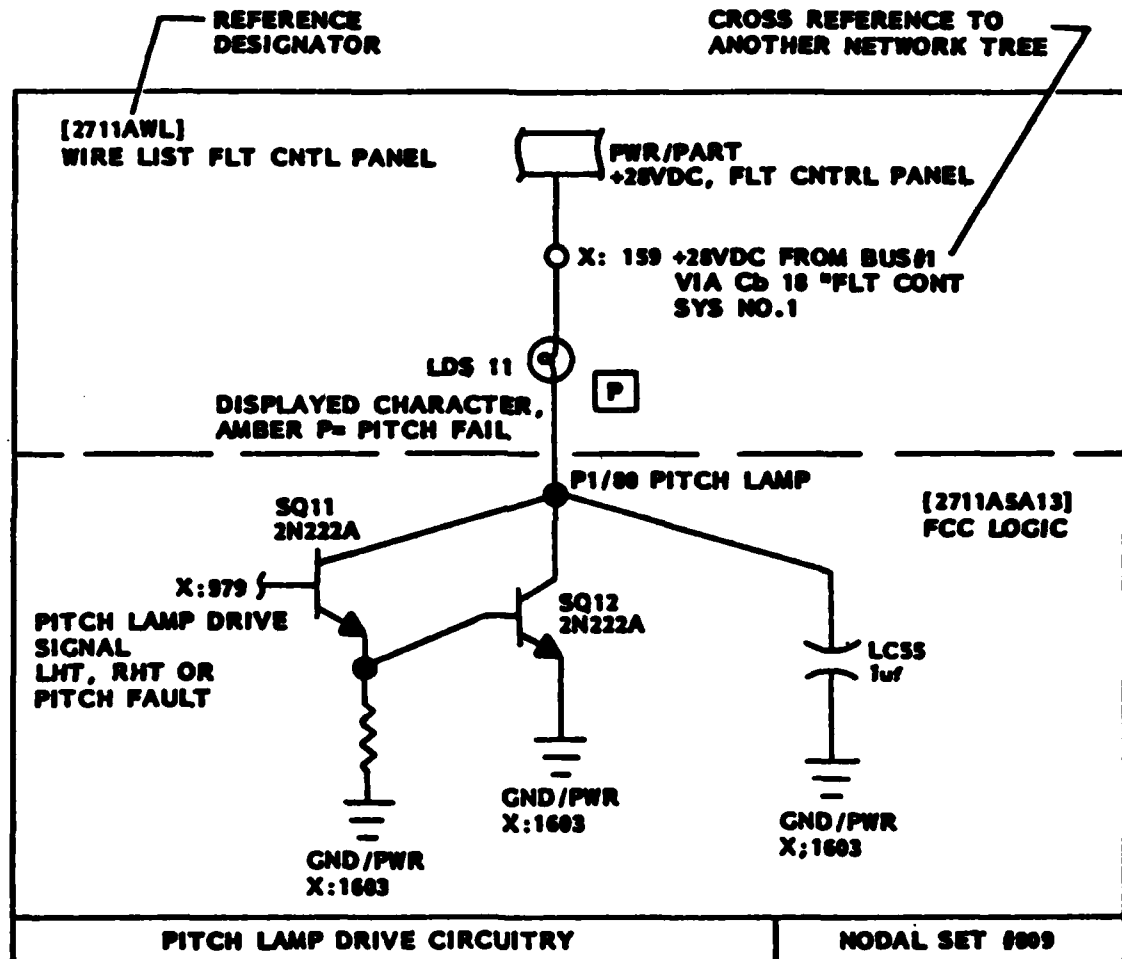 REFERENCE
DESIGNATOR
CROSS REFERENCE TO
ANOTHER NETWORK TREE
[2711AWL]
WIRE LIST FLT CNTL PANEL
PWR/PART
+28VDC, FLT CNTRL PANEL
X: 159 +28VDC FROM BUS#1
VIA Cb 18 "FLT CONT
SYS NO.1
LDS 11
P
DISPLAYED CHARACTER,
AMBER P= PITCH FAIL
P1/80 PITCH LAMP
[2711A5A13]
FCC LOGIC
SQ11
2N222A
X:979
PITCH LAMP DRIVE
SIGNAL
LHT, RHT OR
PITCH FAULT
SQ12
2N222A
LC55
1uf
GND/PWR
X:1603
GND/PWR
X:1603
GND/PWR
X;1603
PITCH LAMP DRIVE CIRCUITRY
NODAL SET #809